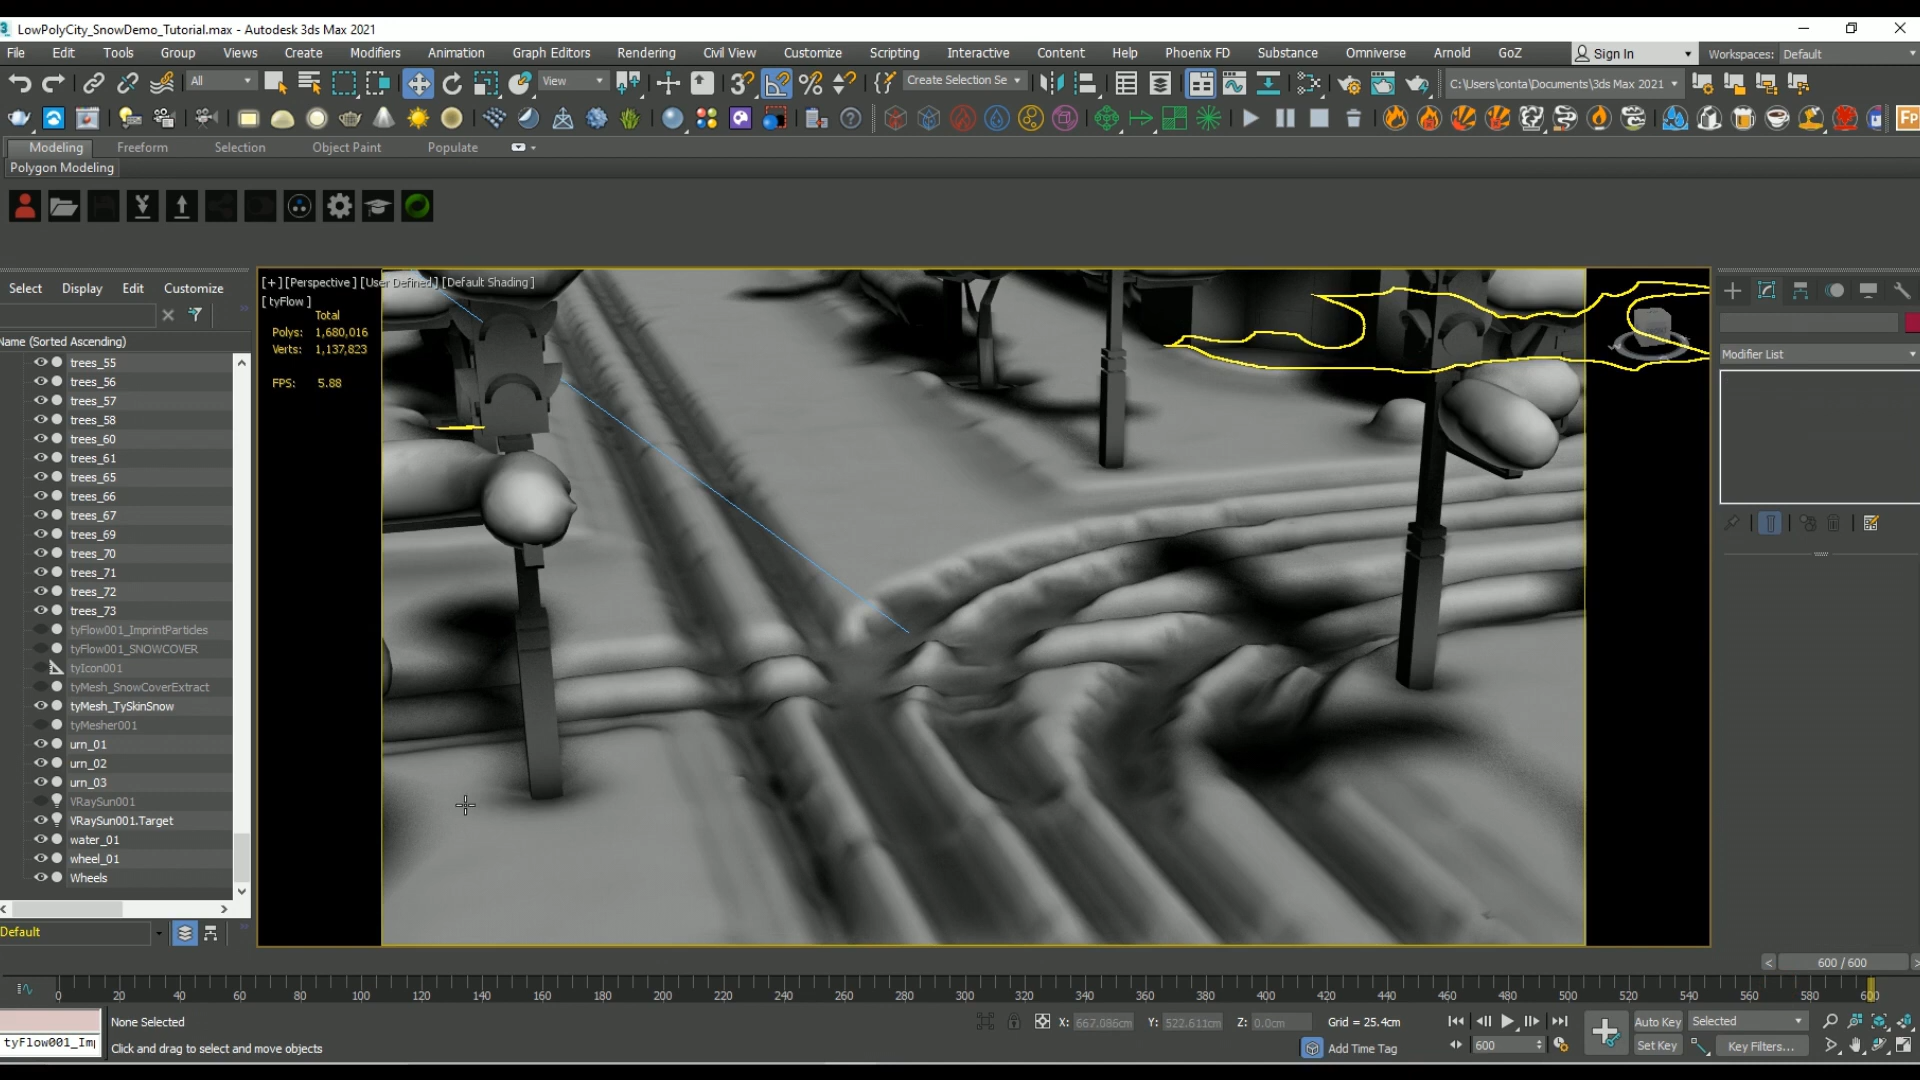 LowPolyCity_SnowDemo_Tutorial.max - Autodesk 3ds Max 2021
File Edit Tools Group Views Create Modifiers Animation Graph Editors Rendering Civil View Customize Scripting Interactive Content Help Phoenix FD Substance Omniverse Arnold GoZ Sign In Workspaces: Default
All View Create Selection Se C:\Users\conta\Documents\3ds Max 2021
Fp
Modeling Freeform Selection Object Paint Populate
Polygon Modeling
Select Display Edit Customize
Name (Sorted Ascending)
trees_55
trees_56
trees_57
trees_58
trees_60
trees_61
trees_65
trees_66
trees_67
trees_69
trees_70
trees_71
trees_72
trees_73
tyFlow001_ImprintParticles
tyFlow001_SNOWCOVER
tyIcon001
tyMesh_SnowCoverExtract
tyMesh_TySkinSnow
tyMesher001
urn_01
urn_02
urn_03
VRaySun001
VRaySun001.Target
water_01
wheel_01
Wheels
Default
[+] [Perspective] [User Defined] [Default Shading]
[ tyFlow ]
Total
Polys: 1,680,016
Verts: 1,137,823
FPS: 5.88
Modifier List
600 / 600
0 20 40 60 80 100 120 140 160 180 200 220 240 260 280 300 320 340 360 380 400 420 440 460 480 500 520 540 560 580 600
None Selected X: 667.086cm Y: 522.611cm Z: 0.0cm Grid = 25.4cm Auto Key Selected
tyFlow001_Im Click and drag to select and move objects Add Time Tag 600 Set Key Key Filters...